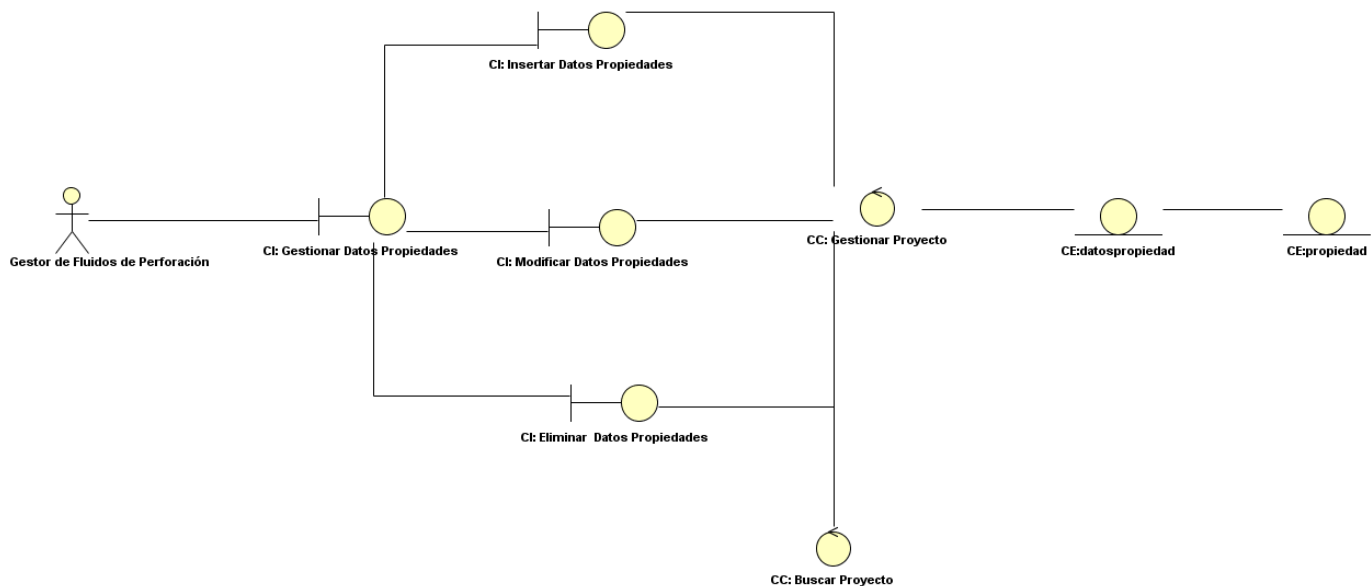 CI: Insertar Datos Propiedades
Gestor de Fluidos de Perforación
CI: Gestionar Datos Propiedades
CI: Modificar Datos Propiedades
CC: Gestionar Proyecto
CE:datospropiedad
CE:propiedad
CI: Eliminar  Datos Propiedades
CC: Buscar Proyecto